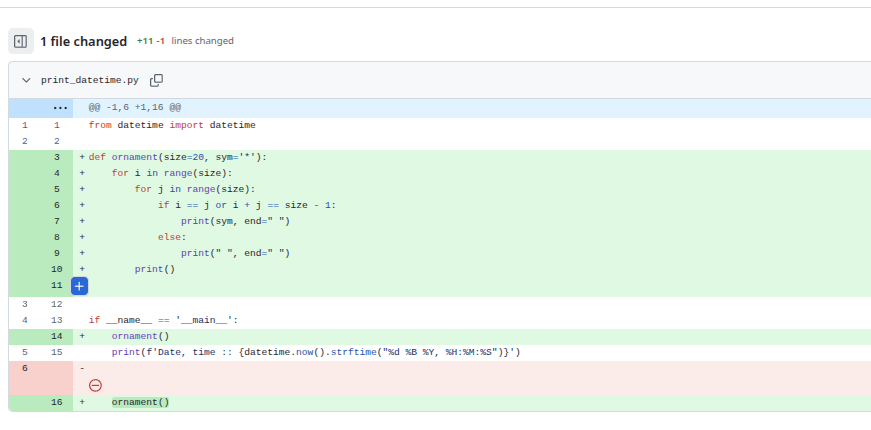 1 file changed +11 -1 lines changed
print_datetime.py
... @@ -1,6 +1,16 @@
1 1 from datetime import datetime
2 2
3 + def ornament(size=20, sym='*'):
4 +     for i in range(size):
5 +         for j in range(size):
6 +             if i == j or i + j == size - 1:
7 +                 print(sym, end=" ")
8 +             else:
9 +                 print(" ", end=" ")
10 +         print()
11 +
3 12
4 13 if __name__ == '__main__':
14 +     ornament()
5 15     print(f'Date, time :: {datetime.now().strftime("%d %B %Y, %H:%M:%S")}')
6 -
16 +     ornament()